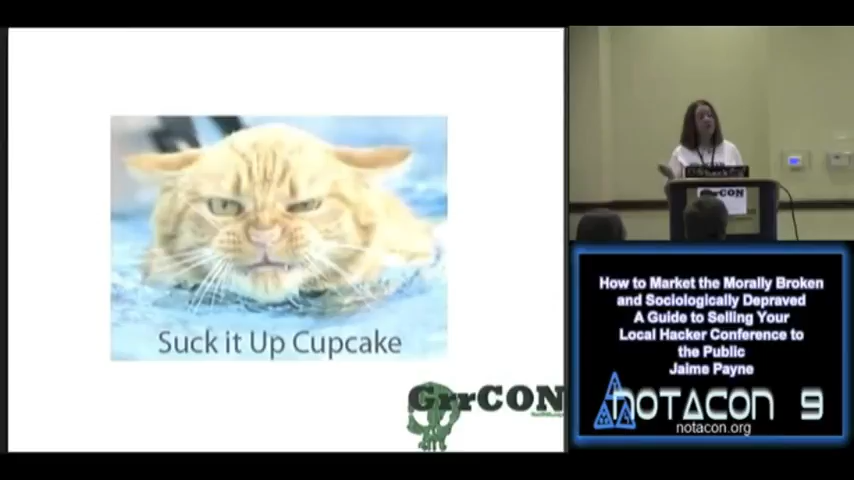 Suck it Up Cupcake
GrrCON
GrrCON
How to Market the Morally Broken
and Sociologically Depraved
A Guide to Selling Your
Local Hacker Conference to
the Public
Jaime Payne
NOTACON 9
notacon.org